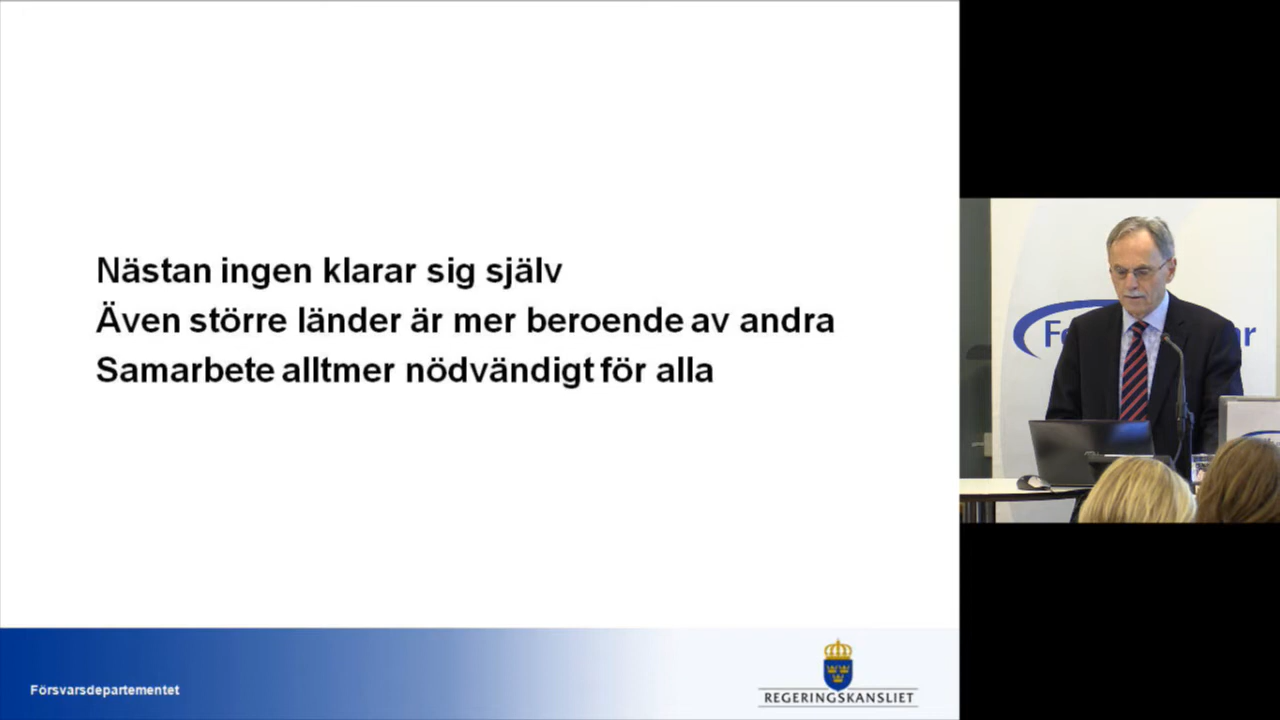 Nästan ingen klarar sig själv
Även större länder är mer beroende av andra
Samarbete alltmer nödvändigt för alla
Försvarsdepartementet
REGERINGSKANSLIET